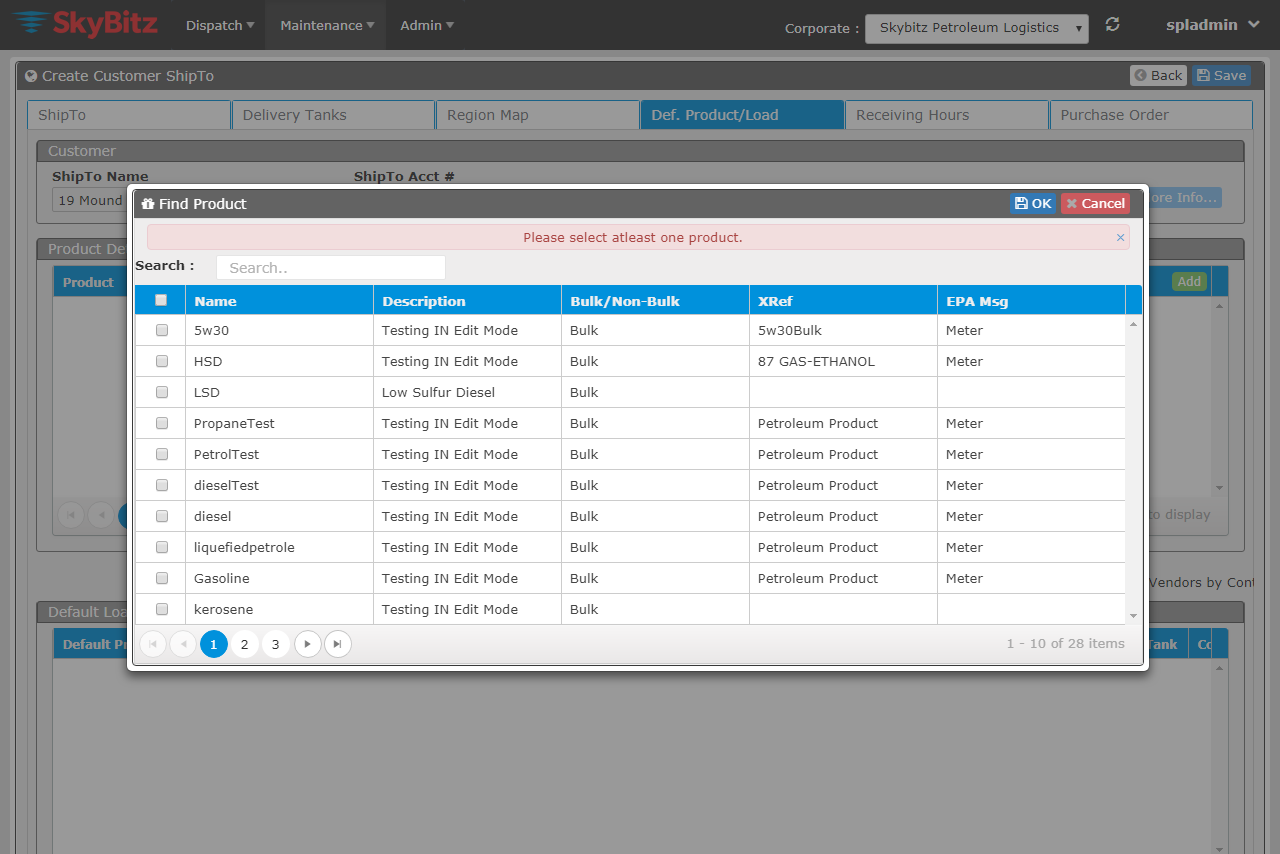 SkyBitz Dispatch Maintenance Admin Corporate : Skybitz Petroleum Logistics spladmin
Create Customer ShipTo Back Save
ShipTo Delivery Tanks Region Map Def. Product/Load Receiving Hours Purchase Order
Customer
ShipTo Name ShipTo Acct #
19 Mound ore Info...
Find Product OK Cancel
Please select atleast one product. ×
Search : Search..
Product De
Product Add
Name Description Bulk/Non-Bulk XRef EPA Msg
5w30 Testing IN Edit Mode Bulk 5w30Bulk Meter
HSD Testing IN Edit Mode Bulk 87 GAS-ETHANOL Meter
LSD Low Sulfur Diesel Bulk
PropaneTest Testing IN Edit Mode Bulk Petroleum Product Meter
PetrolTest Testing IN Edit Mode Bulk Petroleum Product Meter
dieselTest Testing IN Edit Mode Bulk Petroleum Product Meter
diesel Testing IN Edit Mode Bulk Petroleum Product Meter
liquefiedpetrole Testing IN Edit Mode Bulk Petroleum Product Meter
Gasoline Testing IN Edit Mode Bulk Petroleum Product Meter
kerosene Testing IN Edit Mode Bulk
1 2 3 1 - 10 of 28 items
to display
Vendors by Cont
Default Loa
Default Pr Tank Co